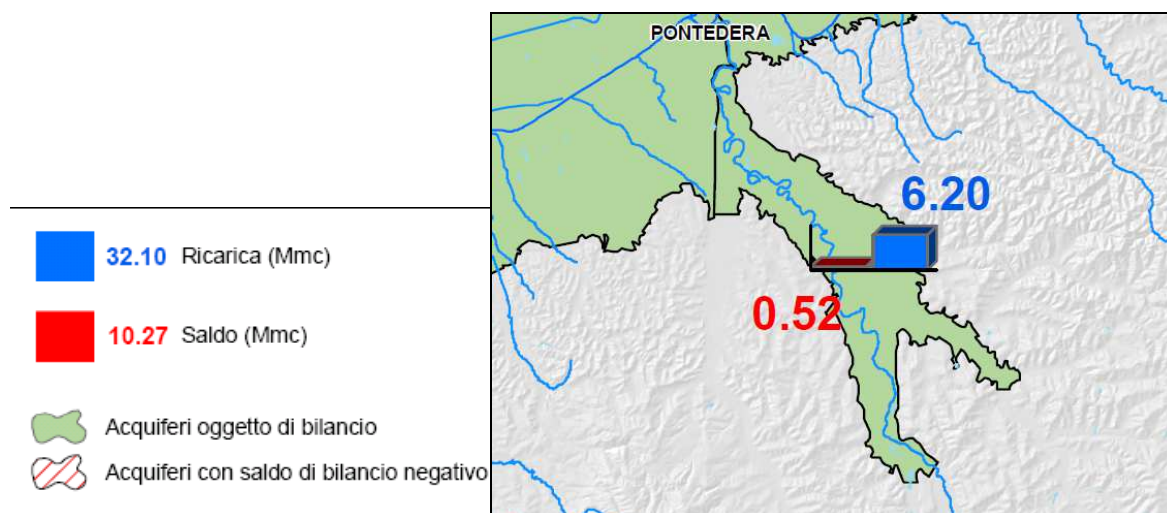 PONTEDERA
6.20
0.52
32.10 Ricarica (Mmc)
10.27 Saldo (Mmc)
Acquiferi oggetto di bilancio
Acquiferi con saldo di bilancio negativo